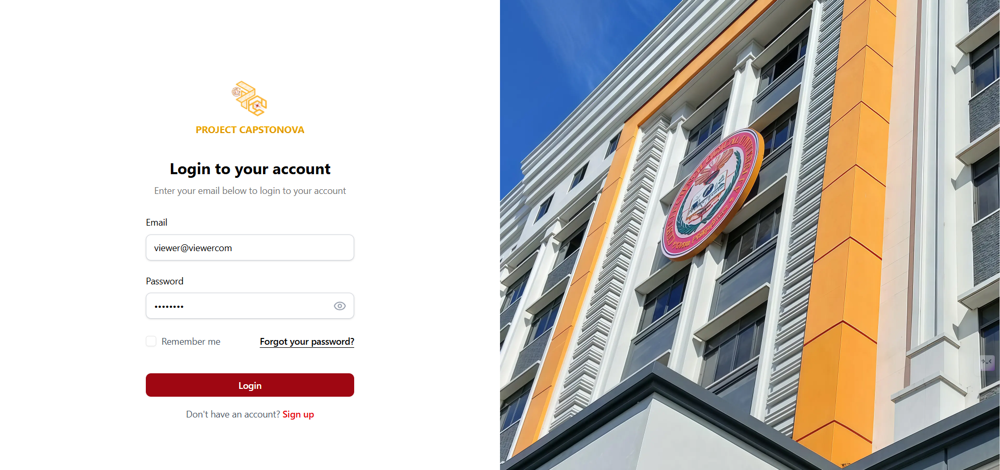 PROJECT CAPSTONOVA
Login to your account
Enter your email below to login to your account
Email
viewer@viewercom
Password
••••••••
Remember me
Forgot your password?
Login
Don't have an account? Sign up